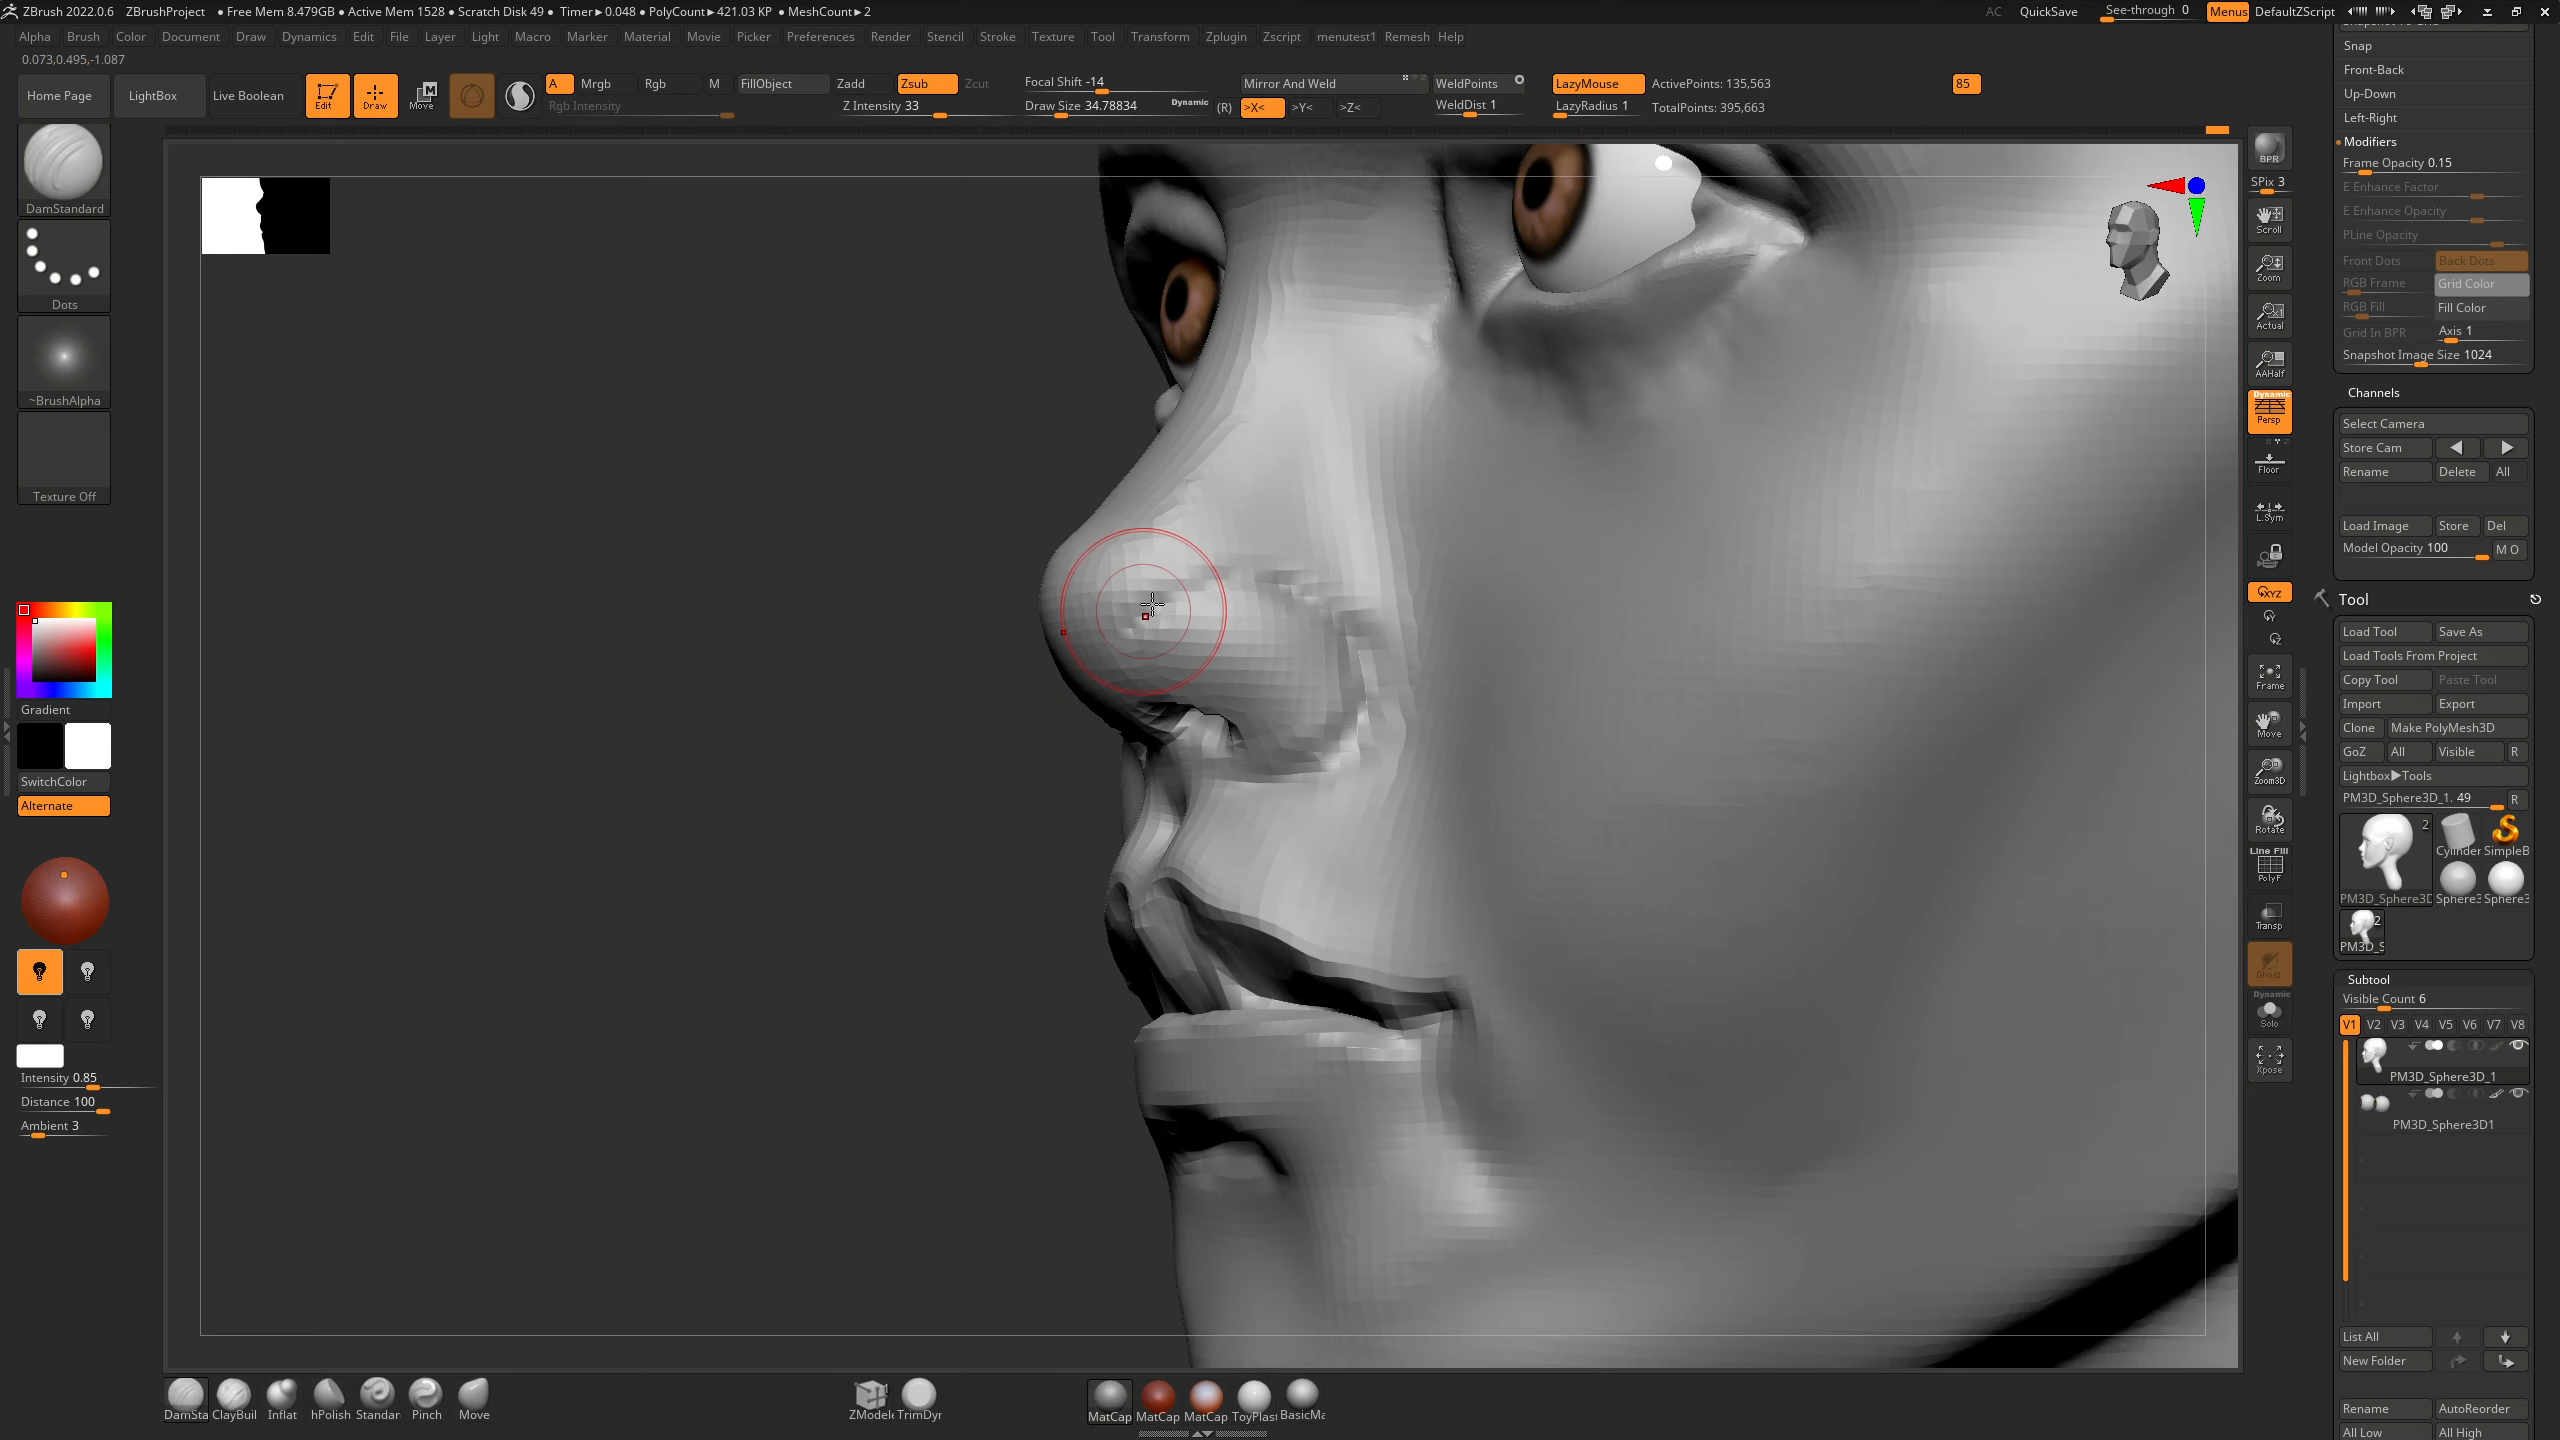 ZBrush 2022.0.6 ZBrushProject ● Free Mem 8.479GB ● Active Mem 1528 ● Scratch Disk 49 ● Timer►0.048 ● PolyCount►421.03 KP ● MeshCount►2 AC QuickSave See-through 0 Menus DefaultZScript
Alpha Brush Color Document Draw Dynamics Edit File Layer Light Macro Marker Material Movie Picker Preferences Render Stencil Stroke Texture Tool Transform Zplugin Zscript menutest1 Remesh Help
0.073,0.495,-1.087
Home Page LightBox Live Boolean Edit Draw Move
A Mrgb Rgb M FillObject Zadd Zsub Zcut Focal Shift -14 Mirror And Weld WeldPoints LazyMouse ActivePoints: 135,563 85
Rgb Intensity Z Intensity 33 Draw Size 34.78834 Dynamic (R) >X< >Y< >Z< WeldDist 1 LazyRadius 1 TotalPoints: 395,663
DamStandard
Dots
~BrushAlpha
Texture Off
Gradient
SwitchColor
Alternate
Intensity 0.85
Distance 100
Ambient 3
BPR
SPix 3
Scroll
Zoom
Actual
AAHalf
Dynamic
Persp
Floor
L.Sym
XYZ
Frame
Move
Zoom3D
Rotate
Line Fill
PolyF
Transp
Ghost
Dynamic
Solo
Xpose
Snap
Front-Back
Up-Down
Left-Right
Modifiers
Frame Opacity 0.15
E Enhance Factor
E Enhance Opacity
PLine Opacity
Front Dots Back Dots
RGB Frame Grid Color
RGB Fill Fill Color
Grid In BPR Axis 1
Snapshot Image Size 1024
Channels
Select Camera
Store Cam
Rename Delete All
Load Image Store Del
Model Opacity 100 M O
Tool
Load Tool Save As
Load Tools From Project
Copy Tool Paste Tool
Import Export
Clone Make PolyMesh3D
GoZ All Visible R
Lightbox►Tools
PM3D_Sphere3D_1. 49 R
2
Cylinder SimpleB
PM3D_Sphere3D Sphere3 Sphere3
2
PM3D_S
Subtool
Visible Count 6
V1 V2 V3 V4 V5 V6 V7 V8
PM3D_Sphere3D_1
PM3D_Sphere3D1
List All
New Folder
Rename AutoReorder
All Low All High
DamSta ClayBuil Inflat hPolish Standar Pinch Move ZModele TrimDyr MatCap MatCap MatCap ToyPlas BasicMa